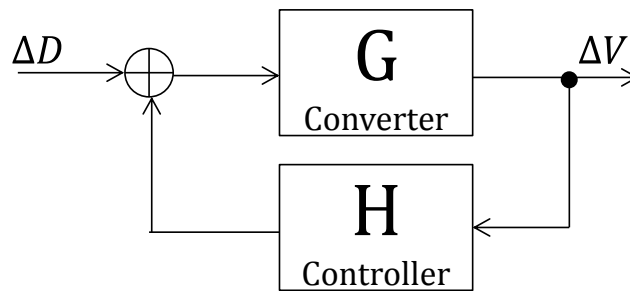 ΔD
G
Converter
ΔV
H
Controller